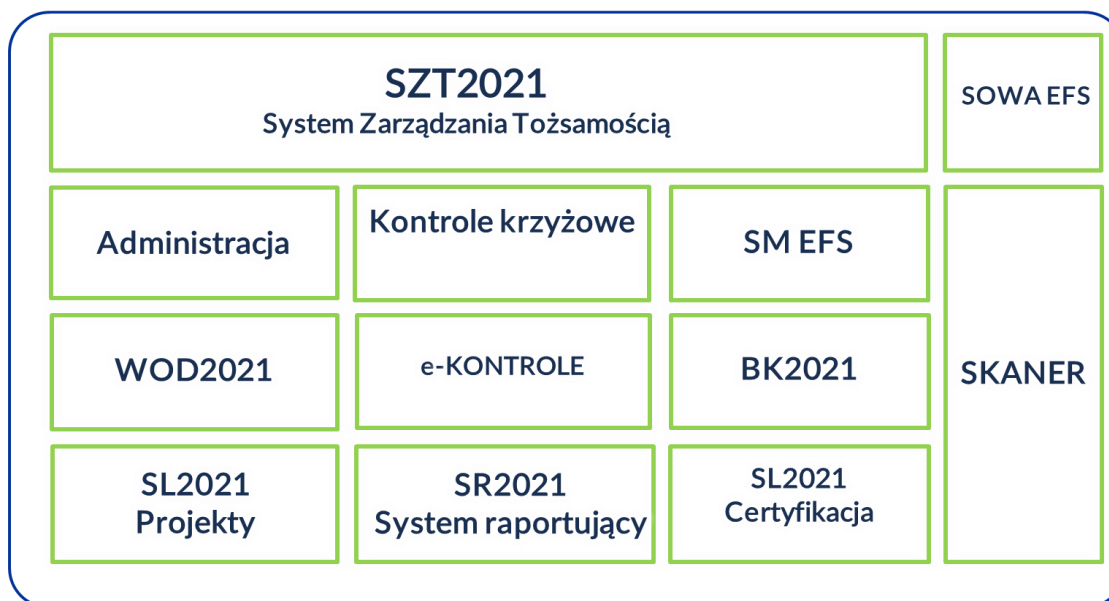 SZT2021
System Zarządzania Tożsamością
SOWA EFS
Administracja
Kontrole krzyżowe
SM EFS
WOD2021
e-KONTROLE
BK2021
SKANER
SL2021
Projekty
SR2021
System raportujący
SL2021
Certyfikacja